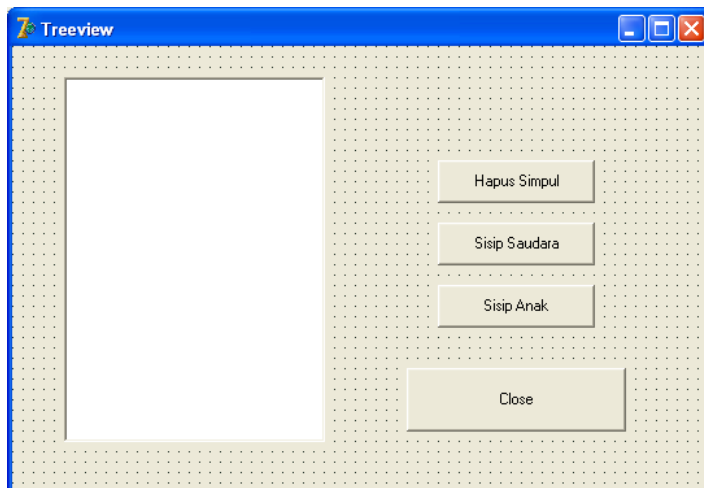 Treeview
Hapus Simpul
Sisip Saudara
Sisip Anak
Close